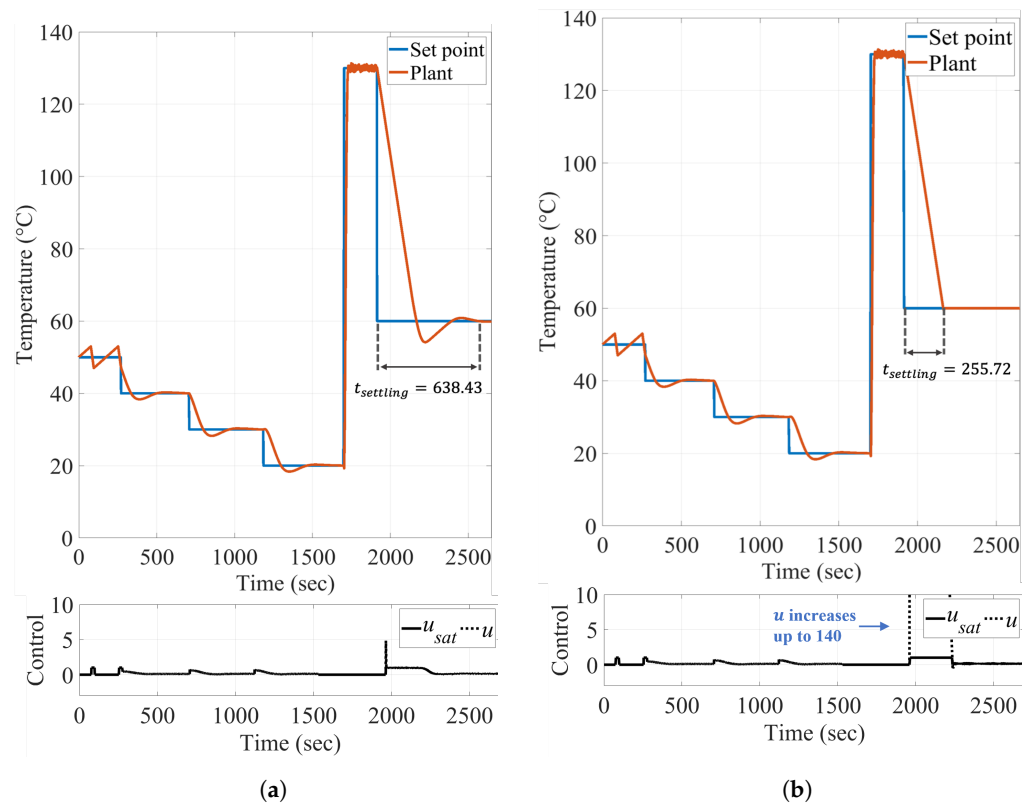 140
120
100
80
60
40
20
0
Temperature (°C)
Set point
Plant
t_settling = 638.43
0 500 1000 1500 2000 2500
Time (sec)
10
5
0
Control
u_sat u
0 500 1000 1500 2000 2500
Time (sec)
(a)
140
120
100
80
60
40
20
0
Temperature (°C)
Set point
Plant
t_settling = 255.72
0 500 1000 1500 2000 2500
Time (sec)
10
5
0
Control
u increases
up to 140
u_sat u
0 500 1000 1500 2000 2500
Time (sec)
(b)